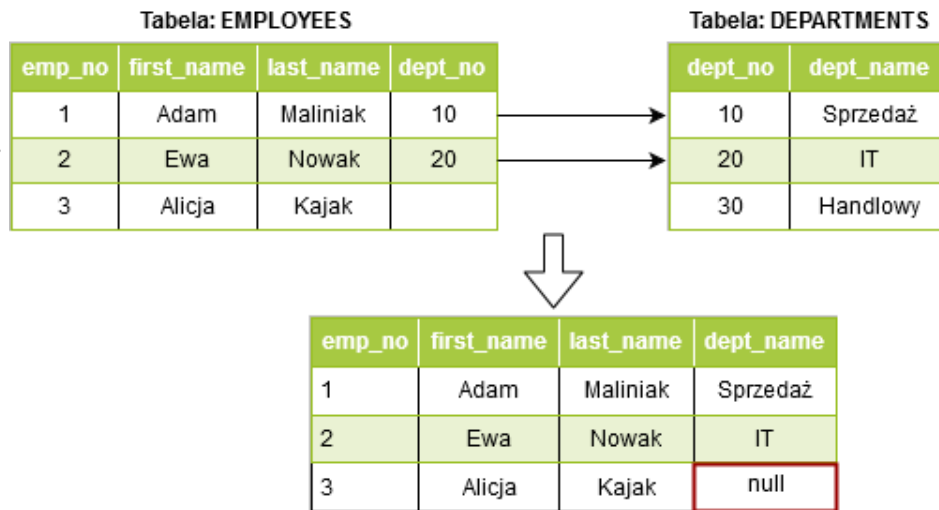 Tabela: EMPLOYEES Tabela: DEPARTMENTS
emp_no first_name last_name dept_no dept_no dept_name
1 Adam Maliniak 10 10 Sprzedaż
2 Ewa Nowak 20 20 IT
3 Alicja Kajak 30 Handlowy
emp_no first_name last_name dept_name
1 Adam Maliniak Sprzedaż
2 Ewa Nowak IT
3 Alicja Kajak null